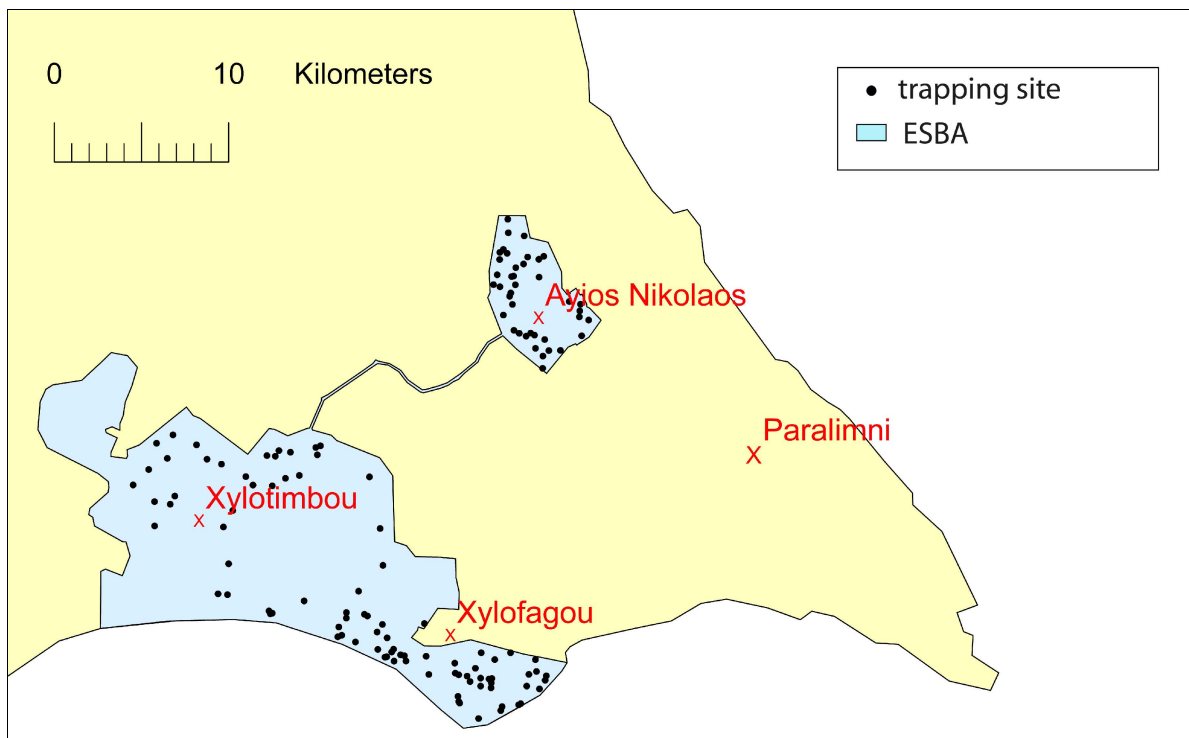 0 10 Kilometers
trapping site
ESBA
Ayios Nikolaos
x
Paralimni
x
Xylotimbou
x
Xylofagou
x